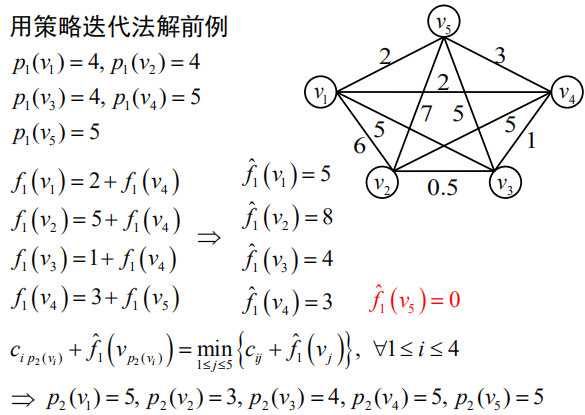 用策略迭代法解前例
p₁(v₁) = 4, p₁(v₂) = 4
p₁(v₃) = 4, p₁(v₄) = 5
p₁(v₅) = 5
v₅
2
3
v₁
2
v₄
7
5
5
5
6
1
v₂
v₃
0.5
f₁(v₁) = 2 + f₁(v₄)
f₁(v₂) = 5 + f₁(v₄)
f₁(v₃) = 1 + f₁(v₄)
f₁(v₄) = 3 + f₁(v₅)
⇒
f̂₁(v₁) = 5
f̂₁(v₂) = 8
f̂₁(v₃) = 4
f̂₁(v₄) = 3 f̂₁(v₅) = 0
c_{i p₂(v_i)} + f̂₁(v_{p₂(v_i)}) = min_{1≤j≤5} {c_{ij} + f̂₁(v_j)}, ∀1 ≤ i ≤ 4
⇒ p₂(v₁) = 5, p₂(v₂) = 3, p₂(v₃) = 4, p₂(v₄) = 5, p₂(v₅) = 5